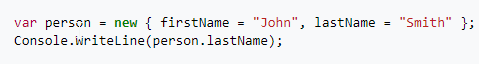 var person = new { firstName = "John", lastName = "Smith" };
Console.WriteLine(person.lastName);